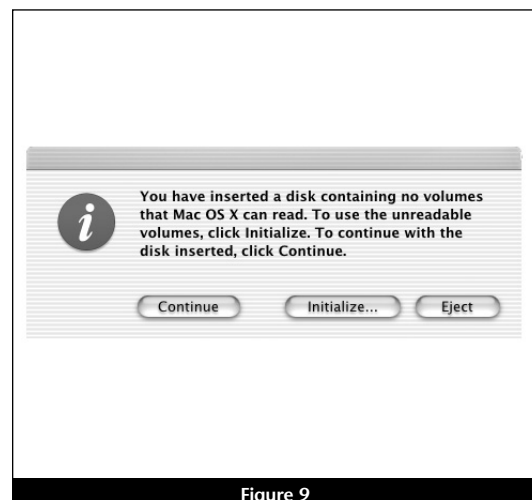 You have inserted a disk containing no volumes
that Mac OS X can read. To use the unreadable
volumes, click Initialize. To continue with the
disk inserted, click Continue.
Continue
Initialize...
Eject
Figure 9